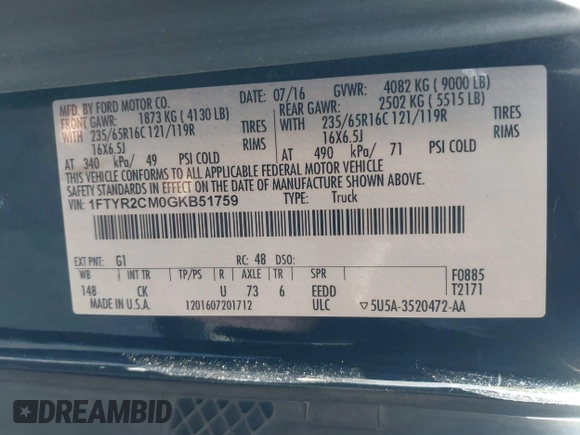 MFD. BY FORD MOTOR CO. DATE: 07/16 GVWR: 4082 KG ( 9000 LB)
FRONT GAWR: 1873 KG ( 4130 LB) REAR GAWR: 2502 KG ( 5515 LB)
WITH 235/65R16C 121/119R TIRES WITH 235/65R16C 121/119R TIRES
16X6.5J RIMS 16X6.5J RIMS
AT 340 kPa/ 49 PSI COLD AT 490 kPa/ 71 PSI COLD
THIS VEHICLE CONFORMS TO ALL APPLICABLE FEDERAL MOTOR VEHICLE
SAFETY STANDARDS IN EFFECT ON THE DATE OF MANUFACTURE SHOWN ABOVE.
VIN: 1FTYR2CM0GKB51759 TYPE: Truck
EXT PNT: G1 RC: 48 DSO: F0885
WB INT TR TP/PS R AXLE TR SPR T2171
148 CK U 73 6 EEDD
MADE IN U.S.A. 1201607201712 ULC ▽5U5A-3520472-AA
DREAMBID